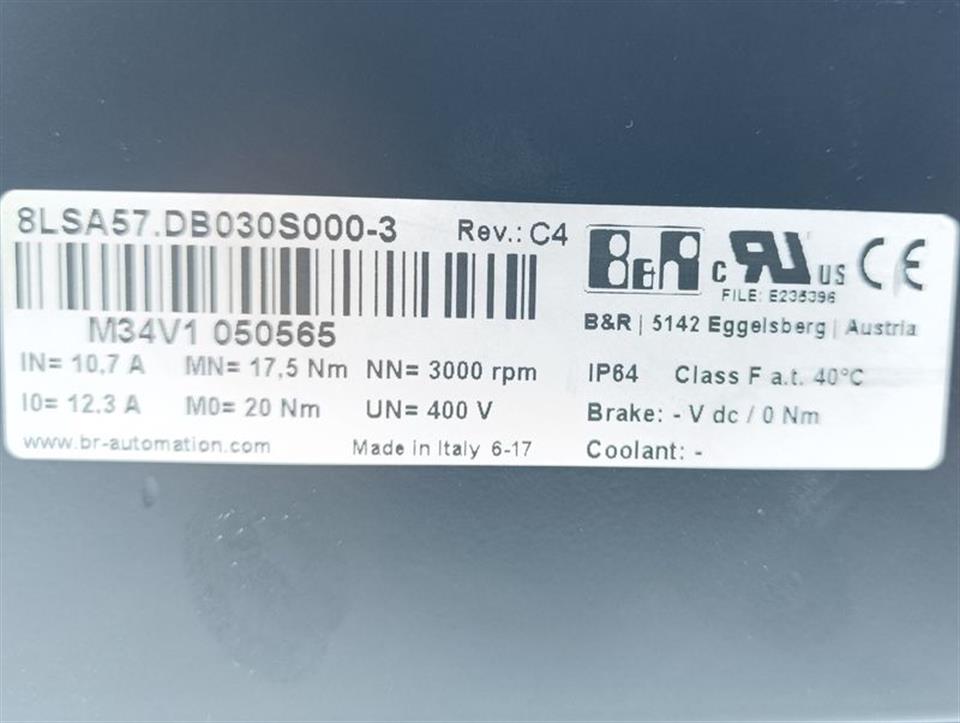 8LSA57.DB030S000-3 Rev.: C4
B&R c RU US CE
FILE: E235396
M34V1 050565
B&R | 5142 Eggelsberg | Austria
IN= 10,7 A MN= 17,5 Nm NN= 3000 rpm
IP64 Class F a.t. 40°C
I0= 12.3 A M0= 20 Nm UN= 400 V
Brake: - V dc / 0 Nm
www.br-automation.com Made in Italy 6-17
Coolant: -